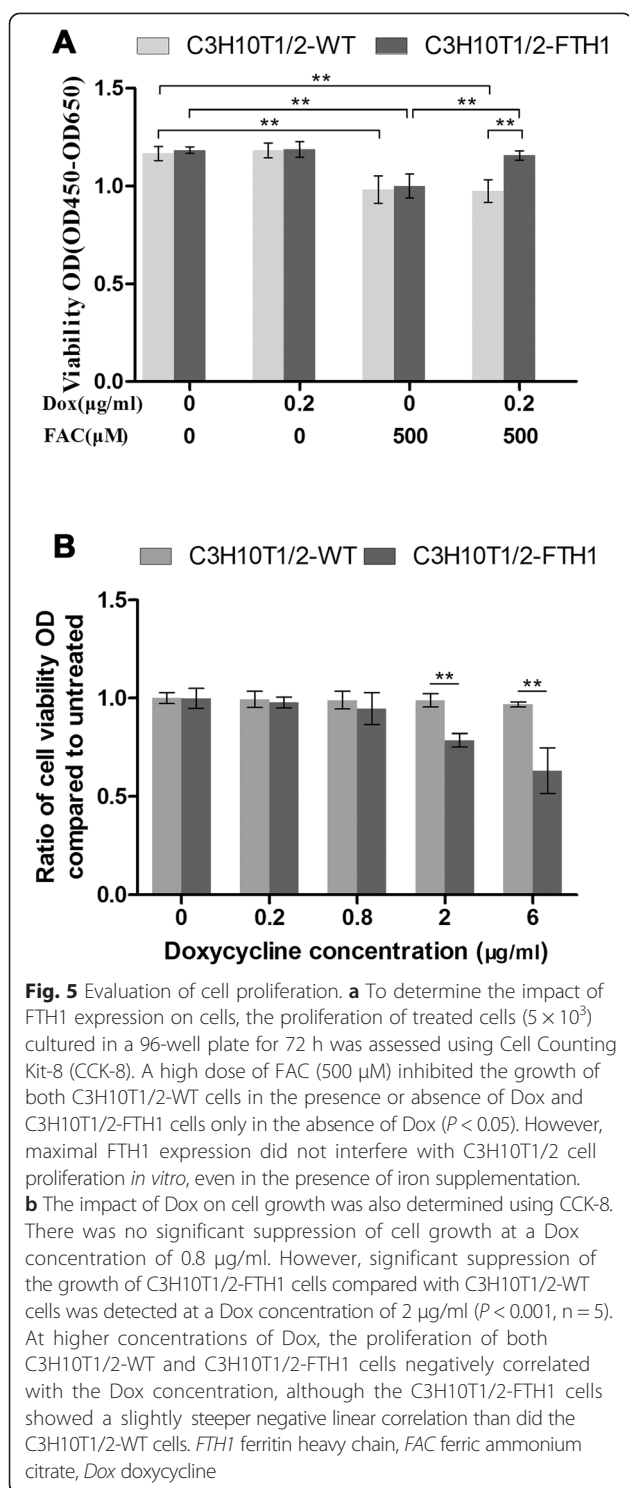 A
C3H10T1/2-WT C3H10T1/2-FTH1
**
** **
** **
1.5
1.0
0.5
0.0
Viability OD(OD450-OD650)
Dox(µg/ml) 0 0.2 0 0.2
FAC(µM) 0 0 500 500
B
C3H10T1/2-WT C3H10T1/2-FTH1
** **
1.5
1.0
0.5
0.0
Ratio of cell viability OD
compared to untreated
0 0.2 0.8 2 6
Doxycycline concentration (µg/ml)
Fig. 5 Evaluation of cell proliferation. a To determine the impact of
FTH1 expression on cells, the proliferation of treated cells (5 × 10³)
cultured in a 96-well plate for 72 h was assessed using Cell Counting
Kit-8 (CCK-8). A high dose of FAC (500 µM) inhibited the growth of
both C3H10T1/2-WT cells in the presence or absence of Dox and
C3H10T1/2-FTH1 cells only in the absence of Dox (P < 0.05). However,
maximal FTH1 expression did not interfere with C3H10T1/2 cell
proliferation in vitro, even in the presence of iron supplementation.
b The impact of Dox on cell growth was also determined using CCK-8.
There was no significant suppression of cell growth at a Dox
concentration of 0.8 µg/ml. However, significant suppression of
the growth of C3H10T1/2-FTH1 cells compared with C3H10T1/2-WT
cells was detected at a Dox concentration of 2 µg/ml (P < 0.001, n = 5).
At higher concentrations of Dox, the proliferation of both
C3H10T1/2-WT and C3H10T1/2-FTH1 cells negatively correlated
with the Dox concentration, although the C3H10T1/2-FTH1 cells
showed a slightly steeper negative linear correlation than did the
C3H10T1/2-WT cells. FTH1 ferritin heavy chain, FAC ferric ammonium
citrate, Dox doxycycline